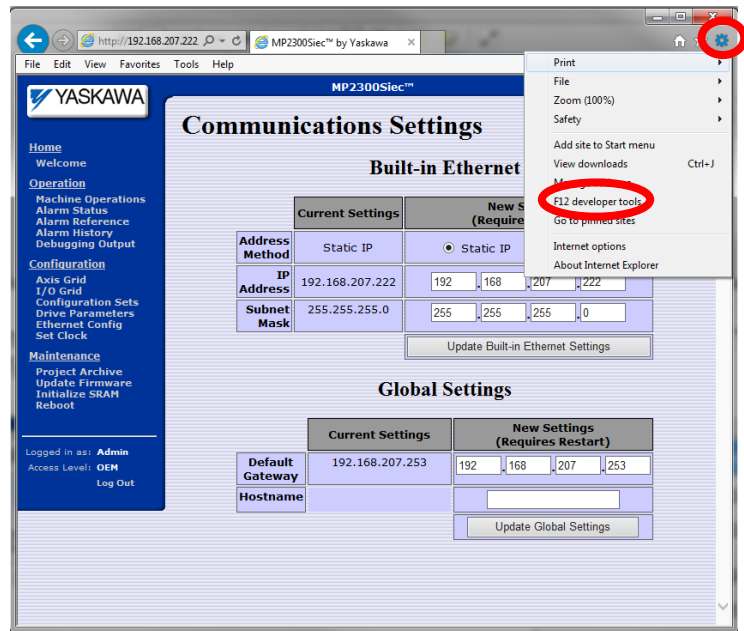 http://192.168.207.222
MP2300Siec™ by Yaskawa
File Edit View Favorites Tools Help
Print
File
Zoom (100%)
Safety
Add site to Start menu
View downloads Ctrl+J
F12 developer tools
Go to pinned sites
Internet options
About Internet Explorer
YASKAWA
MP2300Siec™
Home
Welcome
Operation
Machine Operations
Alarm Status
Alarm Reference
Alarm History
Debugging Output
Configuration
Axis Grid
I/O Grid
Configuration Sets
Drive Parameters
Ethernet Config
Set Clock
Maintenance
Project Archive
Update Firmware
Initialize SRAM
Reboot
Logged in as: Admin
Access Level: OEM
Log Out
Communications Settings
Built-in Ethernet
Current Settings
New S
(Require
Address Method
Static IP
Static IP
IP Address
192.168.207.222
192 . 168 . 207 . 222
Subnet Mask
255.255.255.0
255 . 255 . 255 . 0
Update Built-in Ethernet Settings
Global Settings
Current Settings
New Settings
(Requires Restart)
Default Gateway
192.168.207.253
192 . 168 . 207 . 253
Hostname
Update Global Settings